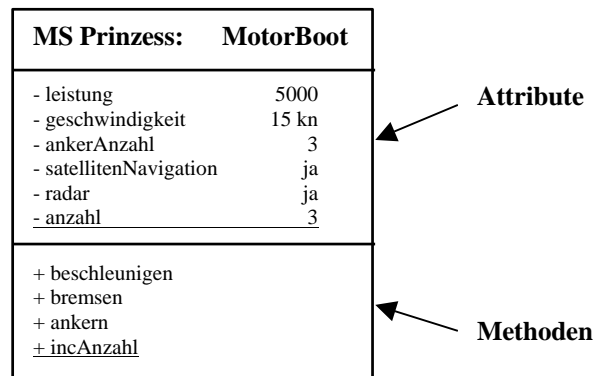 MS Prinzess: MotorBoot
- leistung 5000
- geschwindigkeit 15 kn
- ankerAnzahl 3
- satellitenNavigation ja
- radar ja
- anzahl 3
Attribute
+ beschleunigen
+ bremsen
+ ankern
+ incAnzahl
Methoden